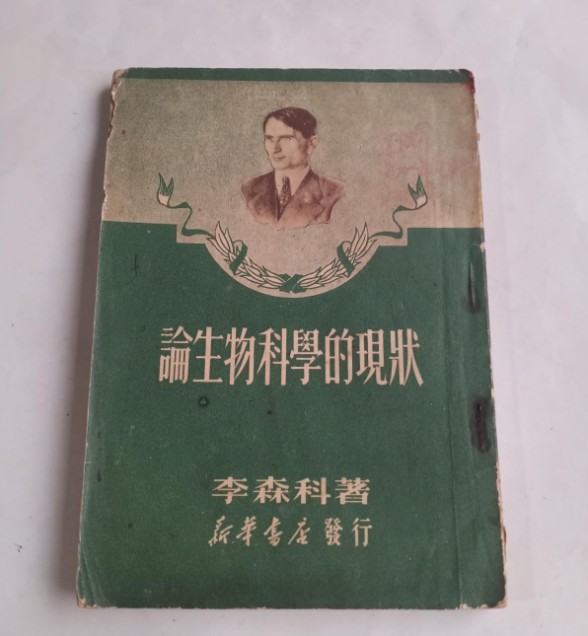 論生物科學的現狀
李森科著
新華書店發行